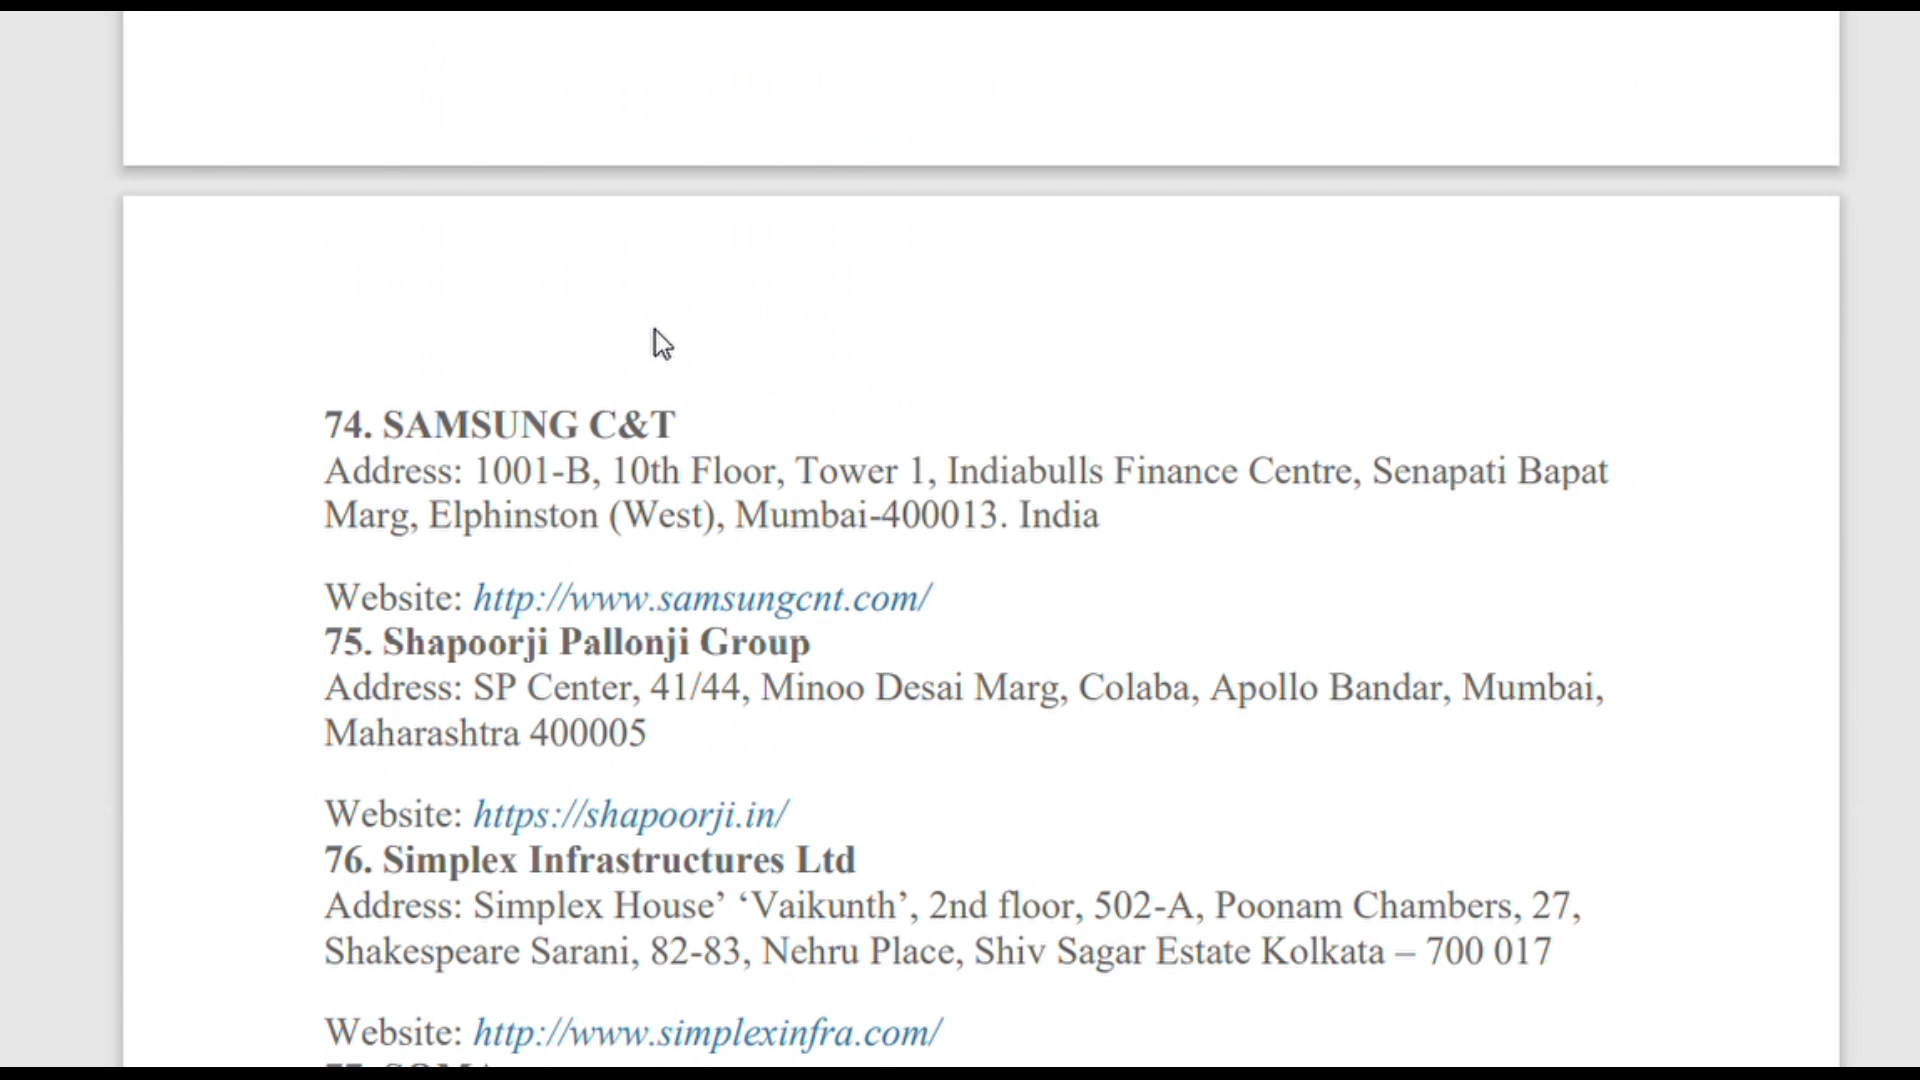 74. SAMSUNG C&T
Address: 1001-B, 10th Floor, Tower 1, Indiabulls Finance Centre, Senapati Bapat
Marg, Elphinston (West), Mumbai-400013. India
Website: http://www.samsungcnt.com/
75. Shapoorji Pallonji Group
Address: SP Center, 41/44, Minoo Desai Marg, Colaba, Apollo Bandar, Mumbai,
Maharashtra 400005
Website: https://shapoorji.in/
76. Simplex Infrastructures Ltd
Address: Simplex House’ ‘Vaikunth’, 2nd floor, 502-A, Poonam Chambers, 27,
Shakespeare Sarani, 82-83, Nehru Place, Shiv Sagar Estate Kolkata – 700 017
Website: http://www.simplexinfra.com/